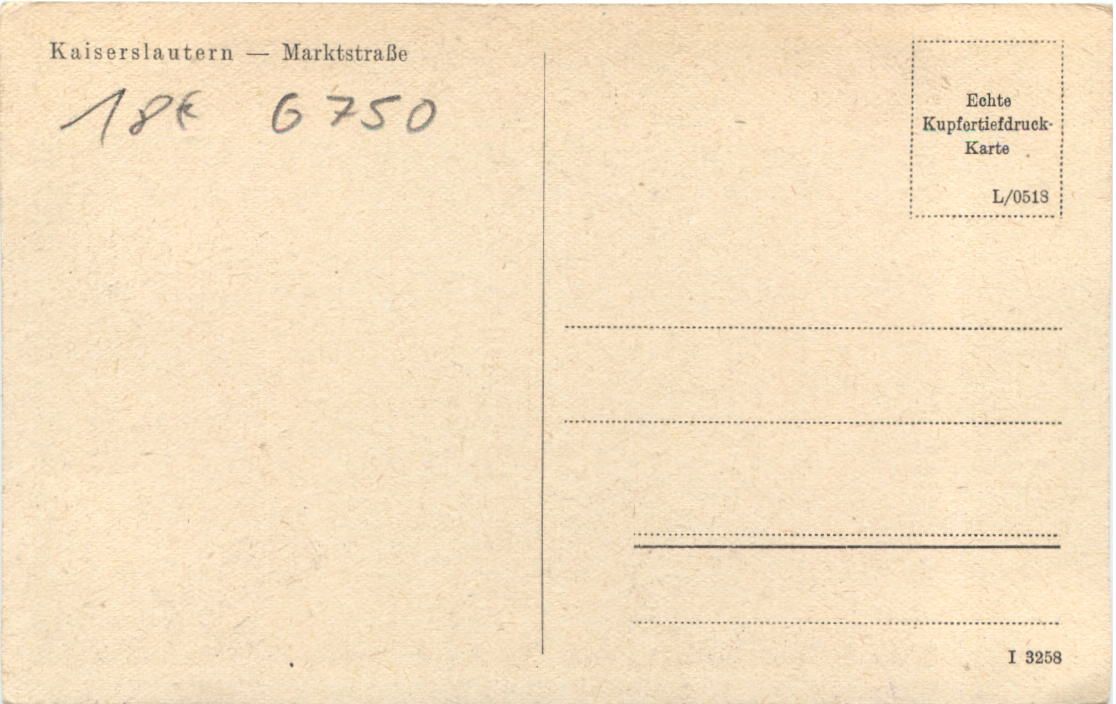 Kaiserslautern — Marktstraße
18€ 6750
Echte
Kupfertiefdruck-
Karte
L/0518
I 3258